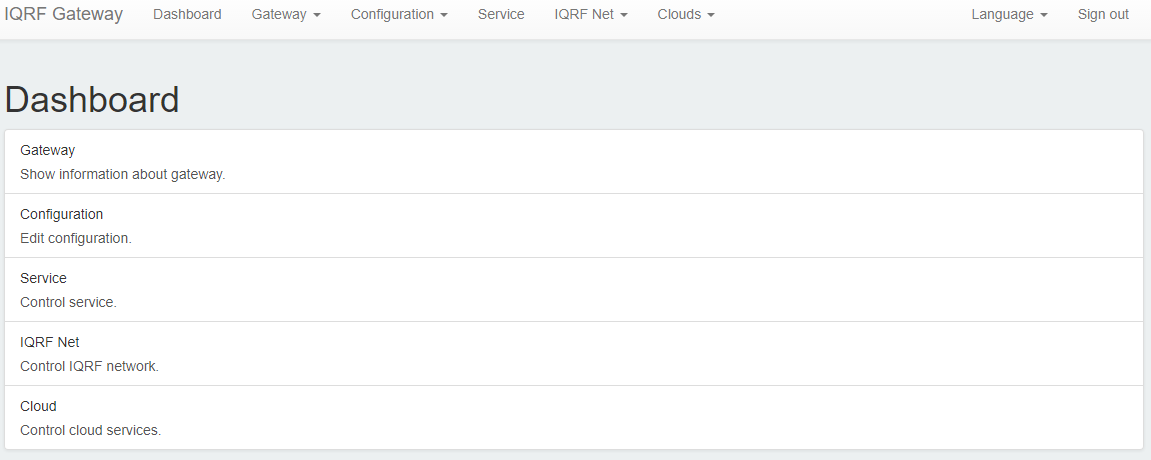 IQRF Gateway Dashboard Gateway Configuration Service IQRF Net Clouds Language Sign out
Dashboard
Gateway
Show information about gateway.
Configuration
Edit configuration.
Service
Control service.
IQRF Net
Control IQRF network.
Cloud
Control cloud services.